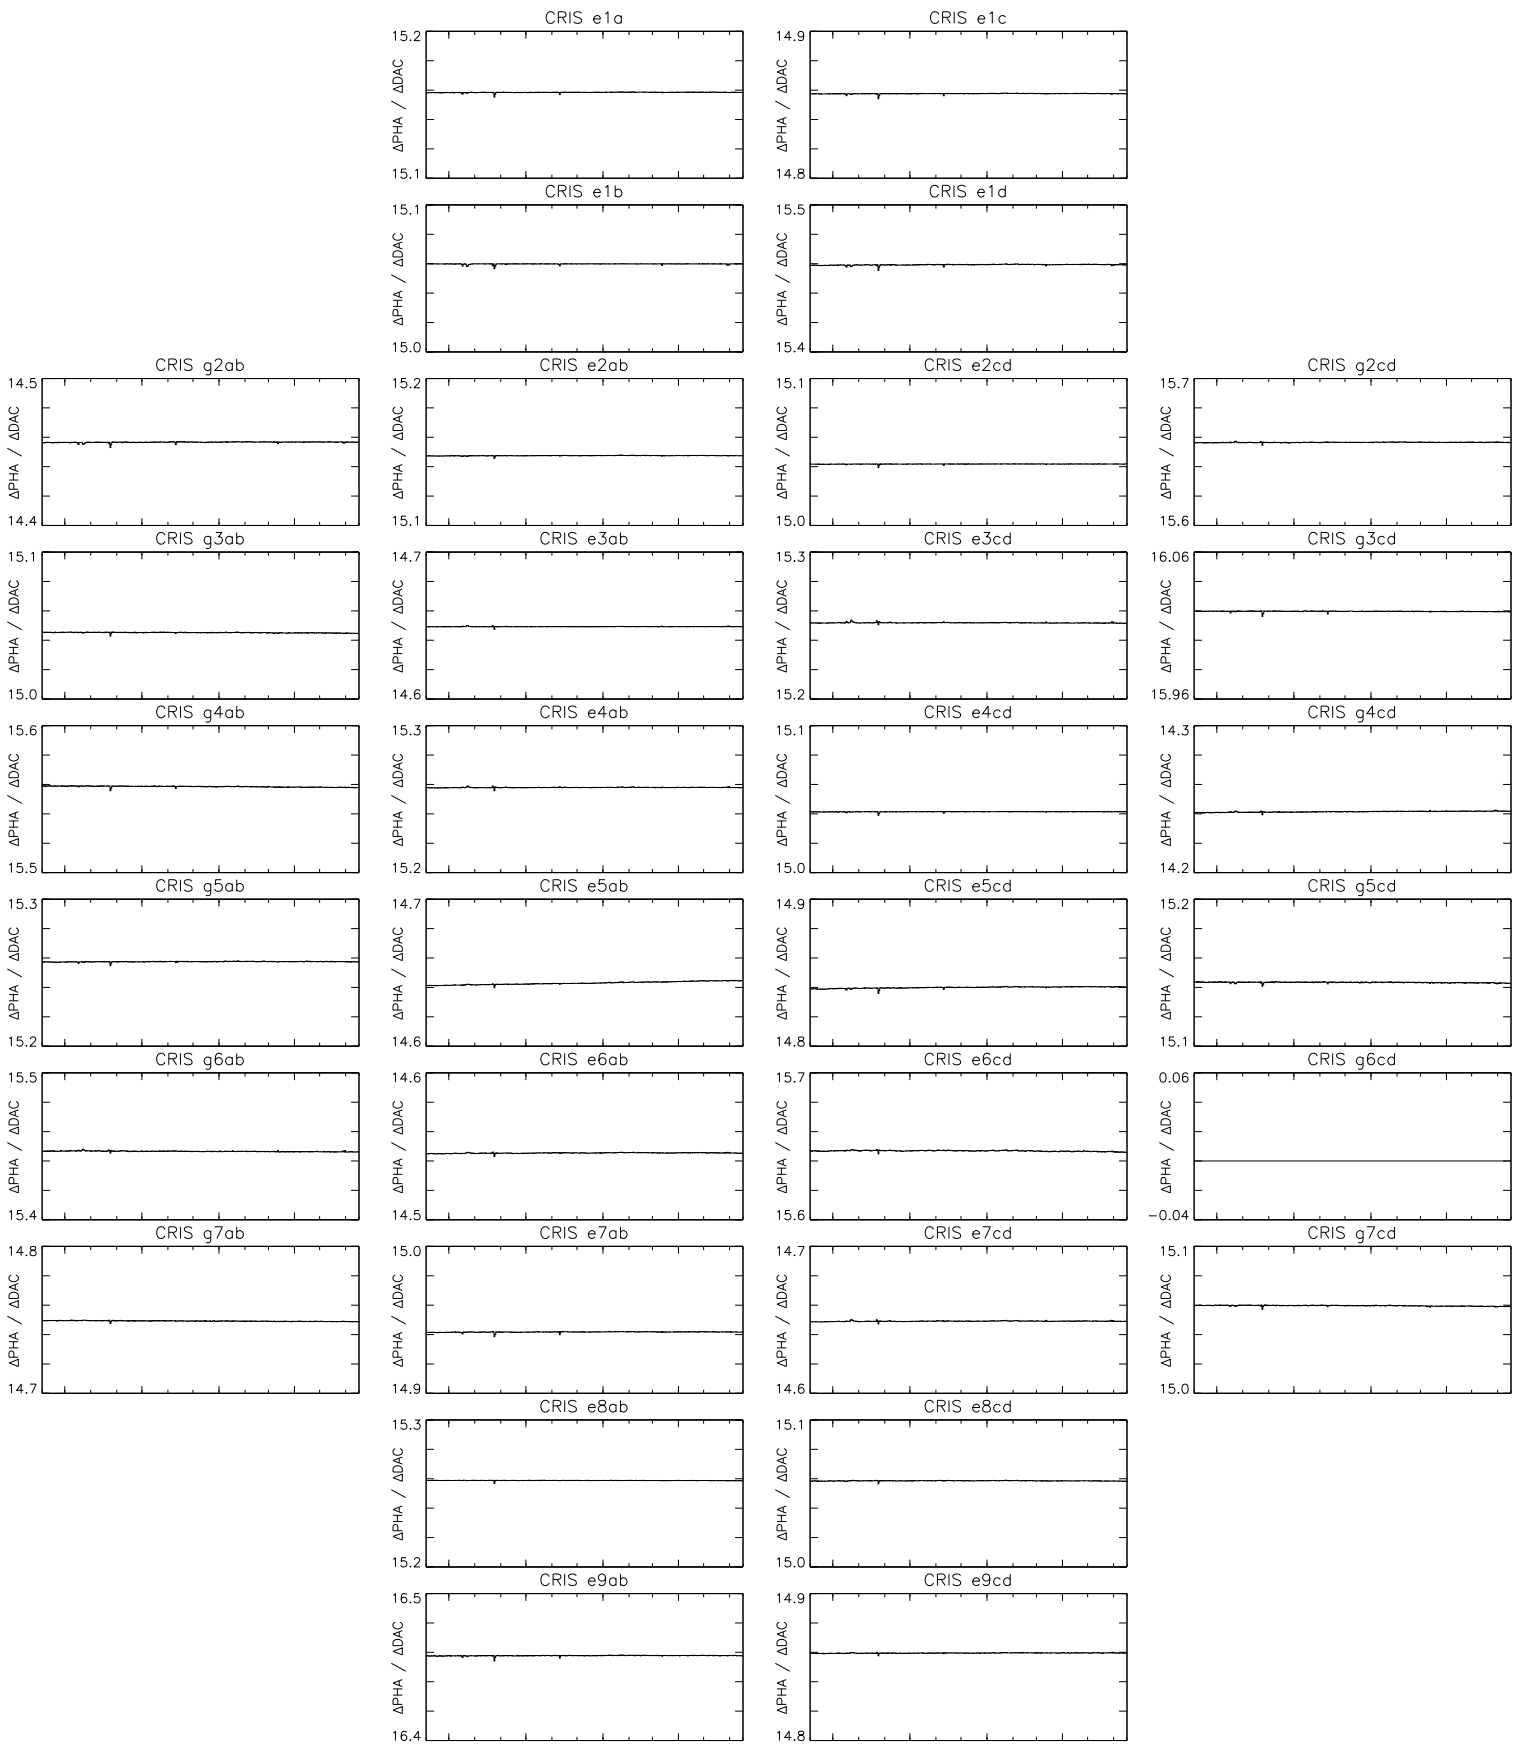 CRIS e1a
CRIS e1c
15.2
ΔPHA / ΔDAC
15.1
14.9
ΔPHA / ΔDAC
14.8
CRIS e1b
CRIS e1d
15.1
ΔPHA / ΔDAC
15.0
15.5
ΔPHA / ΔDAC
15.4
CRIS g2ab
CRIS e2ab
CRIS e2cd
CRIS g2cd
14.5
ΔPHA / ΔDAC
14.4
15.2
ΔPHA / ΔDAC
15.1
15.1
ΔPHA / ΔDAC
15.0
15.7
ΔPHA / ΔDAC
15.6
CRIS g3ab
CRIS e3ab
CRIS e3cd
CRIS g3cd
15.1
ΔPHA / ΔDAC
15.0
14.7
ΔPHA / ΔDAC
14.6
15.3
ΔPHA / ΔDAC
15.2
16.06
ΔPHA / ΔDAC
15.96
CRIS g4ab
CRIS e4ab
CRIS e4cd
CRIS g4cd
15.6
ΔPHA / ΔDAC
15.5
15.3
ΔPHA / ΔDAC
15.2
15.1
ΔPHA / ΔDAC
15.0
14.3
ΔPHA / ΔDAC
14.2
CRIS g5ab
CRIS e5ab
CRIS e5cd
CRIS g5cd
15.3
ΔPHA / ΔDAC
15.2
14.7
ΔPHA / ΔDAC
14.6
14.9
ΔPHA / ΔDAC
14.8
15.2
ΔPHA / ΔDAC
15.1
CRIS g6ab
CRIS e6ab
CRIS e6cd
CRIS g6cd
15.5
ΔPHA / ΔDAC
15.4
14.6
ΔPHA / ΔDAC
14.5
15.7
ΔPHA / ΔDAC
15.6
0.06
ΔPHA / ΔDAC
−0.04
CRIS g7ab
CRIS e7ab
CRIS e7cd
CRIS g7cd
14.8
ΔPHA / ΔDAC
14.7
15.0
ΔPHA / ΔDAC
14.9
14.7
ΔPHA / ΔDAC
14.6
15.1
ΔPHA / ΔDAC
15.0
CRIS e8ab
CRIS e8cd
15.3
ΔPHA / ΔDAC
15.2
15.1
ΔPHA / ΔDAC
15.0
CRIS e9ab
CRIS e9cd
16.5
ΔPHA / ΔDAC
16.4
14.9
ΔPHA / ΔDAC
14.8